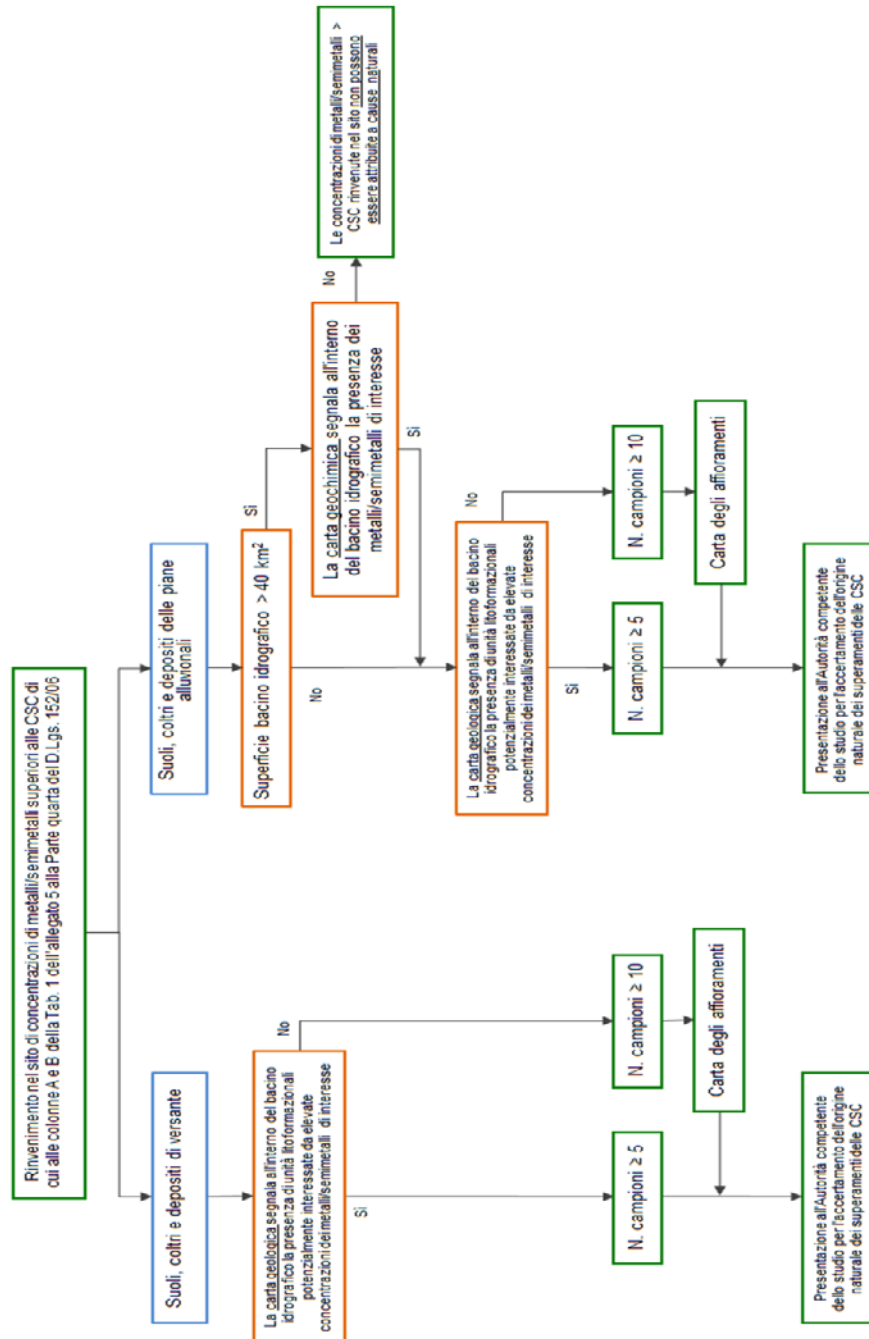 Rinvenimento nel sito di concentrazioni di metalli/semimetalli superiori alle CSC di
cui alle colonne A e B della Tab. 1 dell'allegato 5 alla Parte quarta del D.Lgs. 152/06
Suoli, coltri e depositi di versante
La carta geologica segnala all'interno del bacino
idrografico la presenza di unità litoformazionali
potenzialmente interessate da elevate
concentrazioni dei metalli/semimetalli di interesse
No
Si
N. campioni ≥ 5
N. campioni ≥ 10
Carta degli affioramenti
Presentazione all'Autorità competente
dello studio per l'accertamento dell'origine
naturale dei superamenti delle CSC
Suoli, coltri e depositi delle piane
alluvionali
Superficie bacino idrografico > 40 km²
Si
No
La carta geochimica segnala all'interno
del bacino idrografico la presenza dei
metalli/semimetalli di interesse
No
Si
Le concentrazioni di metalli/semimetalli >
CSC rinvenute nel sito non possono
essere attribuite a cause naturali
La carta geologica segnala all'interno del bacino
idrografico la presenza di unità litoformazionali
potenzialmente interessate da elevate
concentrazioni dei metalli/semimetalli di interesse
No
Si
N. campioni ≥ 5
N. campioni ≥ 10
Carta degli affioramenti
Presentazione all'Autorità competente
dello studio per l'accertamento dell'origine
naturale dei superamenti delle CSC